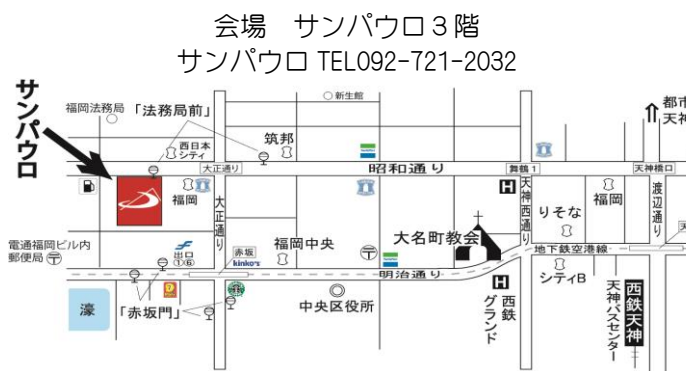 会場　サンパウロ３階
サンパウロ TEL092-721-2032
サンパウロ
福岡法務局
「法務局前」
新生館
都市
天神
西日本
シティ
筑邦
大正通り
昭和通り
舞鶴1
天神橋口
福岡
大正通り
天神西通り
りそな
福岡
渡辺通り
電通福岡ビル内
郵便局
出口
①⑥
赤坂
kinko's
福岡中央
大名町教会
地下鉄空港線
明治通り
濠
「赤坂門」
中央区役所
西鉄
グランド
シティB
天神バスセンター
西鉄天神